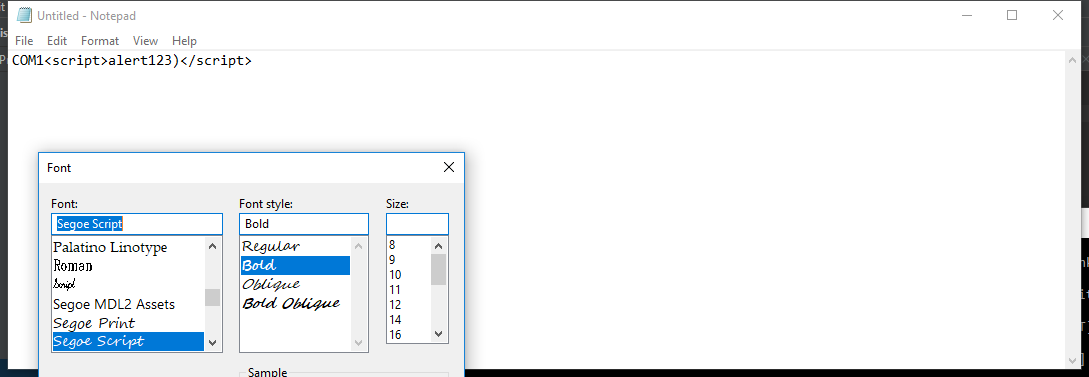 Untitled - Notepad
File Edit Format View Help
COM1<script>alert123)</script>
Font
Font: Font style: Size:
Segoe Script Bold
Palatino Linotype
Roman
Script
Segoe MDL2 Assets
Segoe Print
Segoe Script
Regular
Bold
Oblique
Bold Oblique
8
9
10
11
12
14
16
Sample